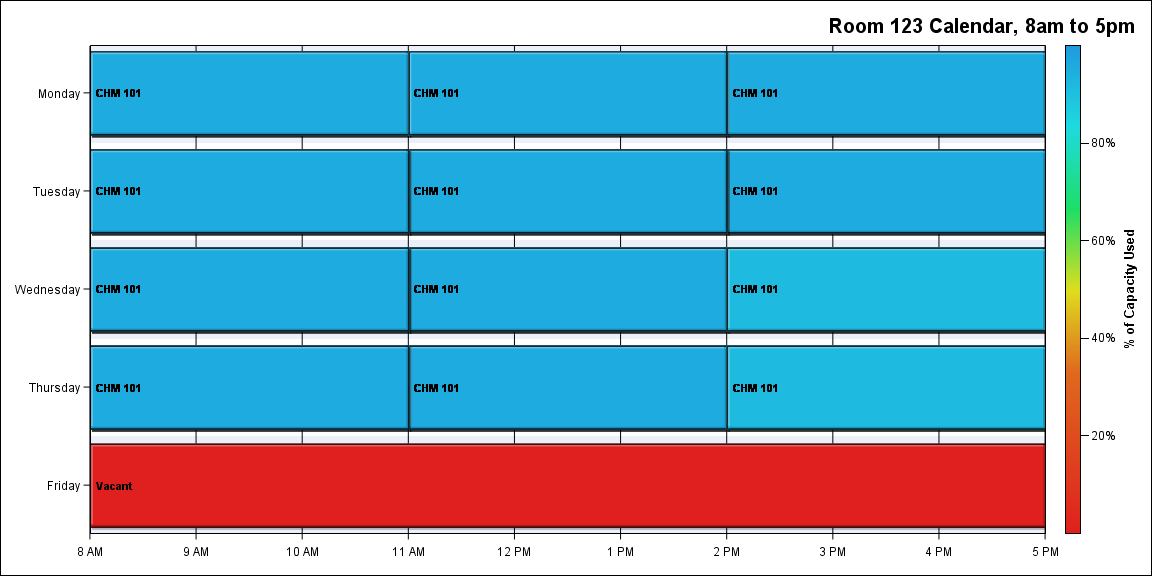 Room 123 Calendar, 8am to 5pm
Monday
CHM 101
CHM 101
CHM 101
Tuesday
CHM 101
CHM 101
CHM 101
Wednesday
CHM 101
CHM 101
CHM 101
Thursday
CHM 101
CHM 101
CHM 101
Friday
Vacant
8 AM
9 AM
10 AM
11 AM
12 PM
1 PM
2 PM
3 PM
4 PM
5 PM
80%
60%
40%
20%
% of Capacity Used